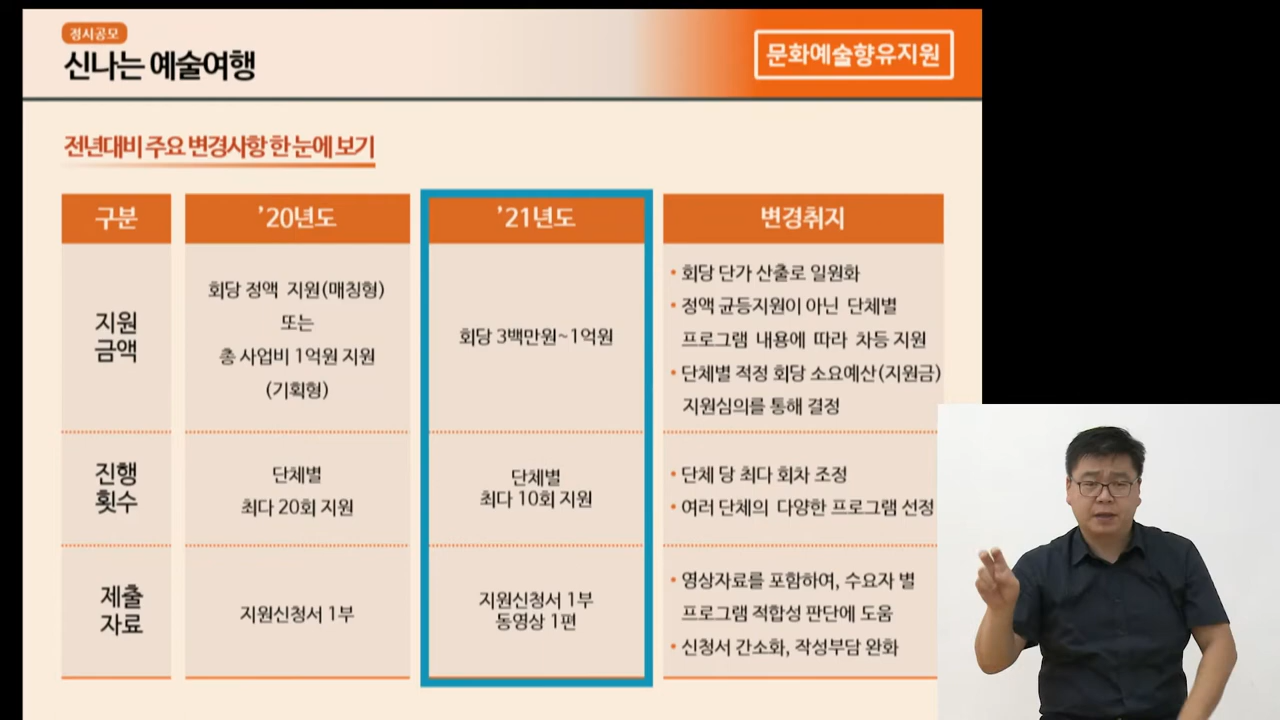 정시공모
신나는 예술여행
문화예술향유지원
전년대비 주요 변경사항 한 눈에 보기
구분
’20년도
’21년도
변경취지
지원
금액
회당 정액 지원(매칭형)
또는
총 사업비 1억원 지원
(기획형)
회당 3백만원~1억원
• 회당 단가 산출로 일원화
• 정액 균등지원이 아닌 단체별
프로그램 내용에 따라 차등 지원
• 단체별 적정 회당 소요예산(지원금)
지원심의를 통해 결정
진행
횟수
단체별
최다 20회 지원
단체별
최다 10회 지원
• 단체 당 최다 회차 조정
• 여러 단체의 다양한 프로그램 선정
제출
자료
지원신청서 1부
지원신청서 1부
동영상 1편
• 영상자료를 포함하여, 수요자 별
프로그램 적합성 판단에 도움
• 신청서 간소화, 작성부담 완화